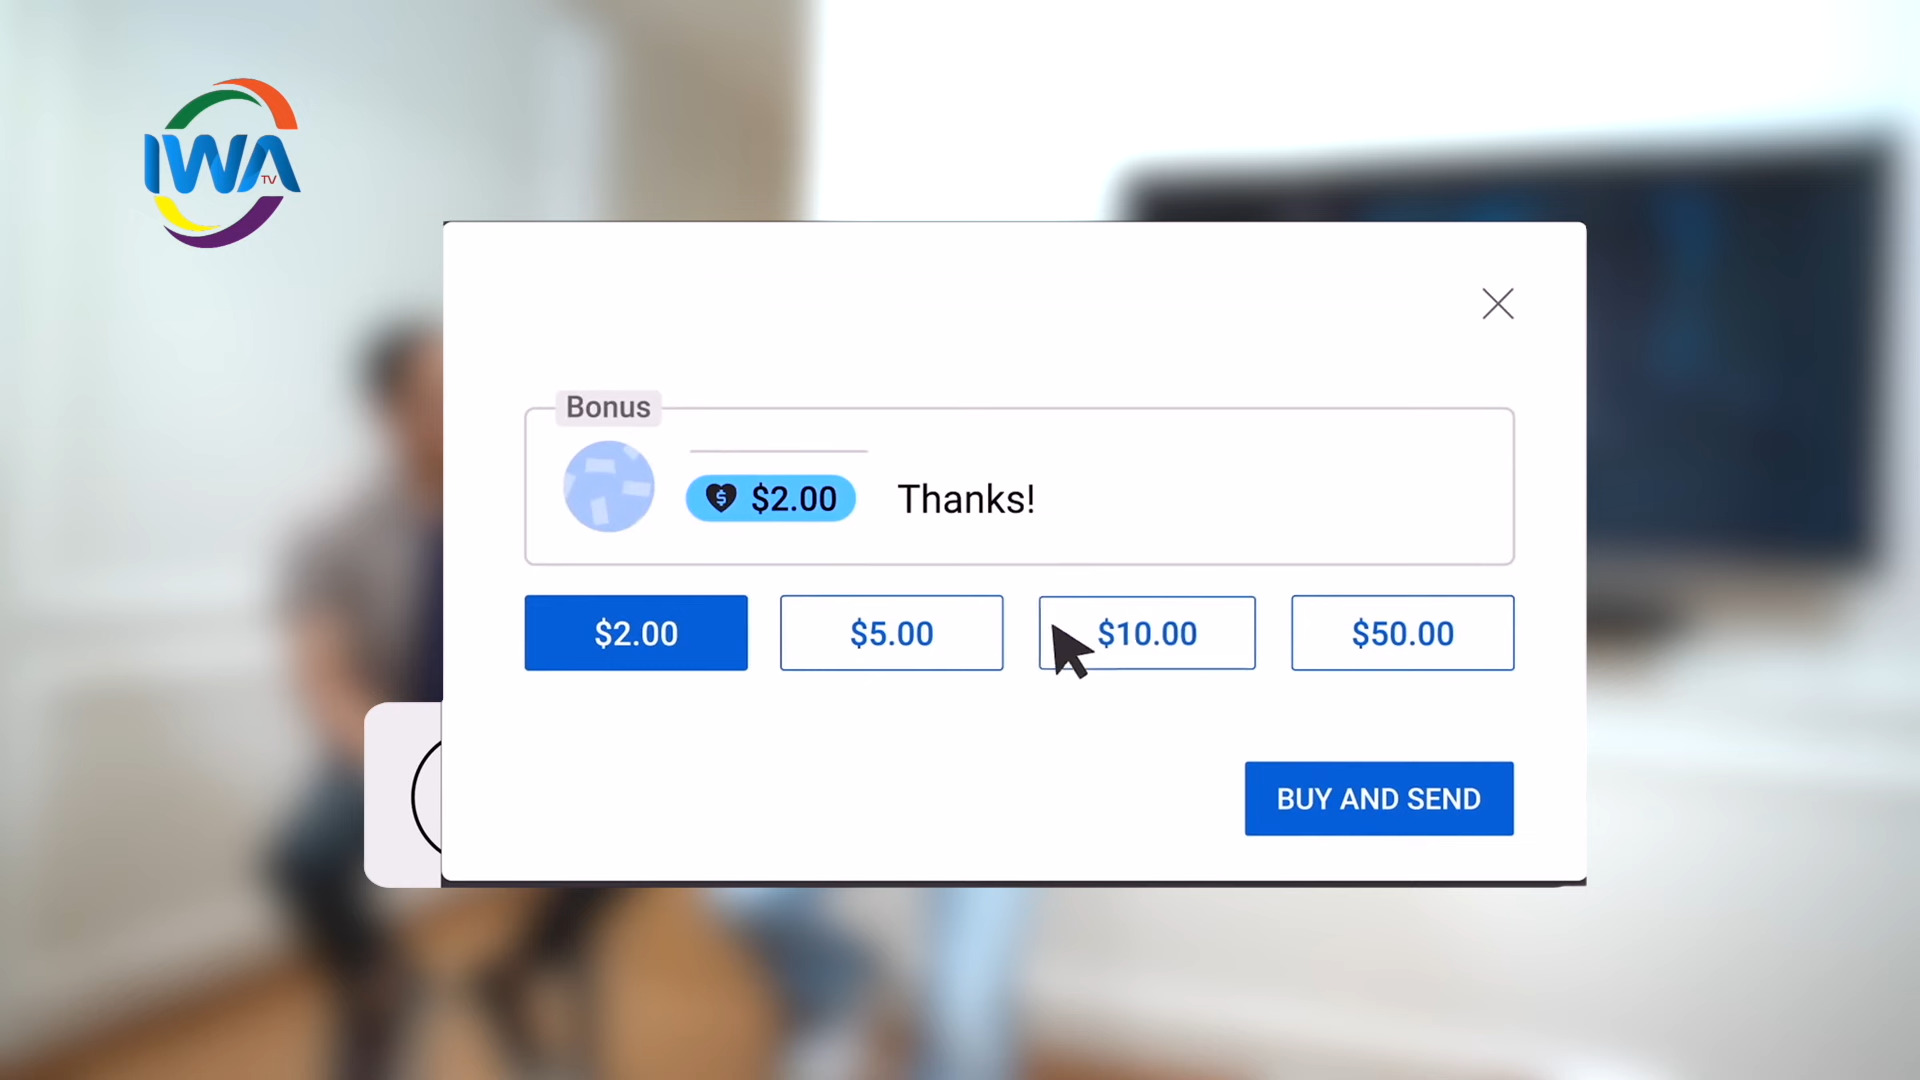 IWA
TV
Bonus
$2.00 Thanks!
$2.00 $5.00 $10.00 $50.00
BUY AND SEND